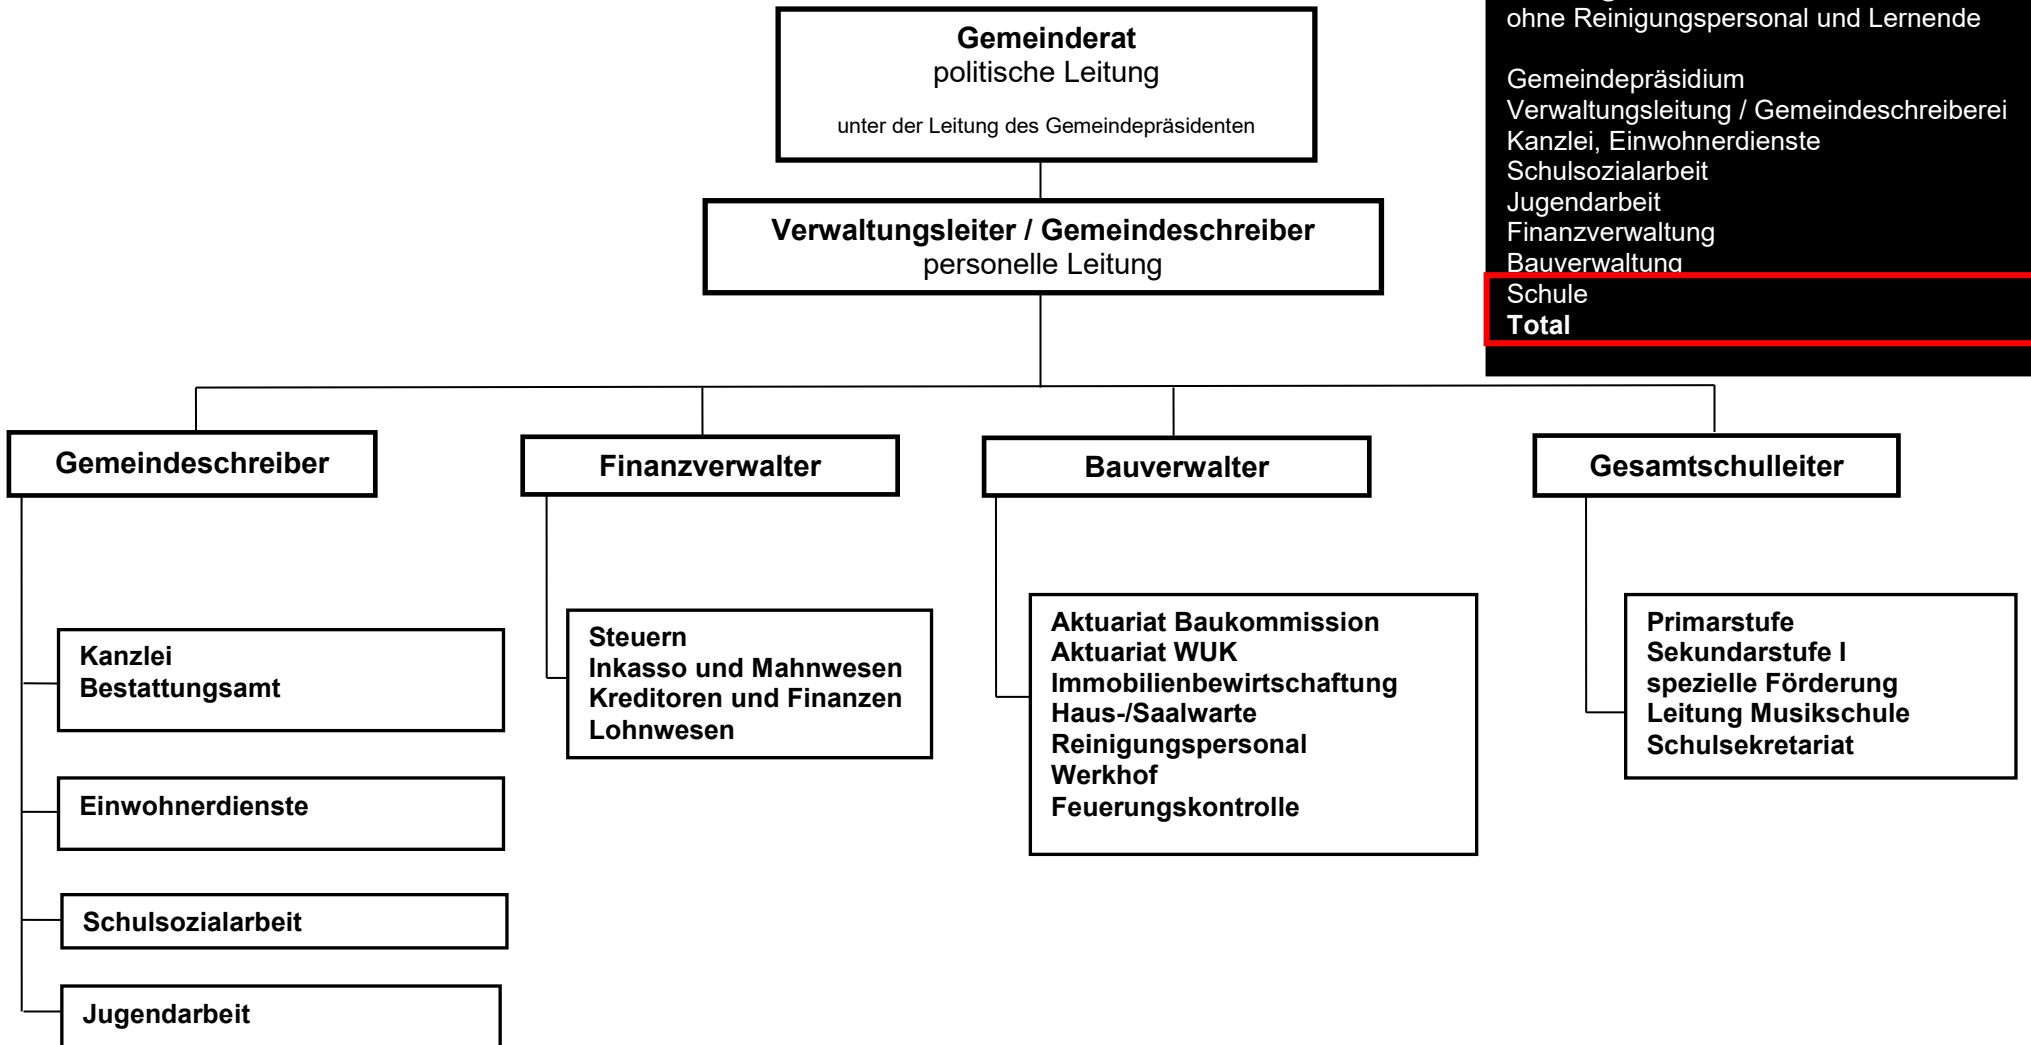 ohne Reinigungspersonal und Lernende
Gemeindepräsidium
Verwaltungsleitung / Gemeindeschreiberei
Kanzlei, Einwohnerdienste
Schulsozialarbeit
Jugendarbeit
Finanzverwaltung
Bauverwaltung
Schule
Total
Gemeinderat
politische Leitung
unter der Leitung des Gemeindepräsidenten
Verwaltungsleiter / Gemeindeschreiber
personelle Leitung
Gemeindeschreiber
Kanzlei
Bestattungsamt
Einwohnerdienste
Schulsozialarbeit
Jugendarbeit
Finanzverwalter
Steuern
Inkasso und Mahnwesen
Kreditoren und Finanzen
Lohnwesen
Bauverwalter
Aktuariat Baukommission
Aktuariat WUK
Immobilienbewirtschaftung
Haus-/Saalwarte
Reinigungspersonal
Werkhof
Feuerungskontrolle
Gesamtschulleiter
Primarstufe
Sekundarstufe I
spezielle Förderung
Leitung Musikschule
Schulsekretariat